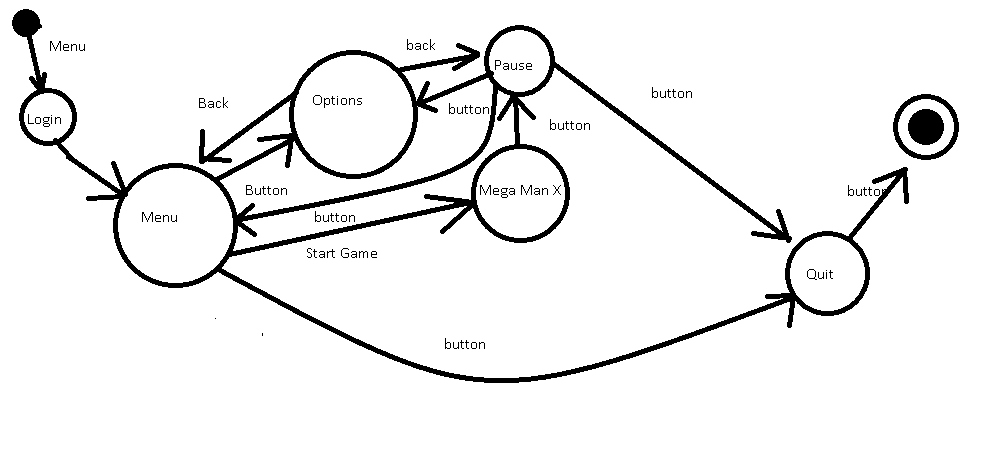 Menu
Login
Back
Options
back
Pause
button
button
button
Button
Menu
button
Mega Man X
Start Game
button
Quit
button